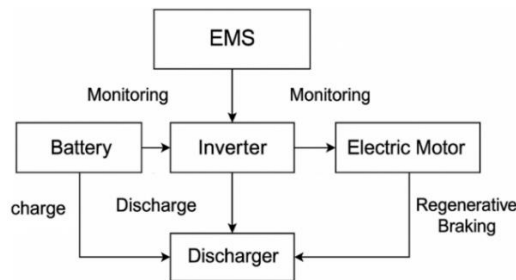 EMS
Monitoring
Monitoring
Battery
Inverter
Electric Motor
charge
Discharge
Regenerative
Braking
Discharger